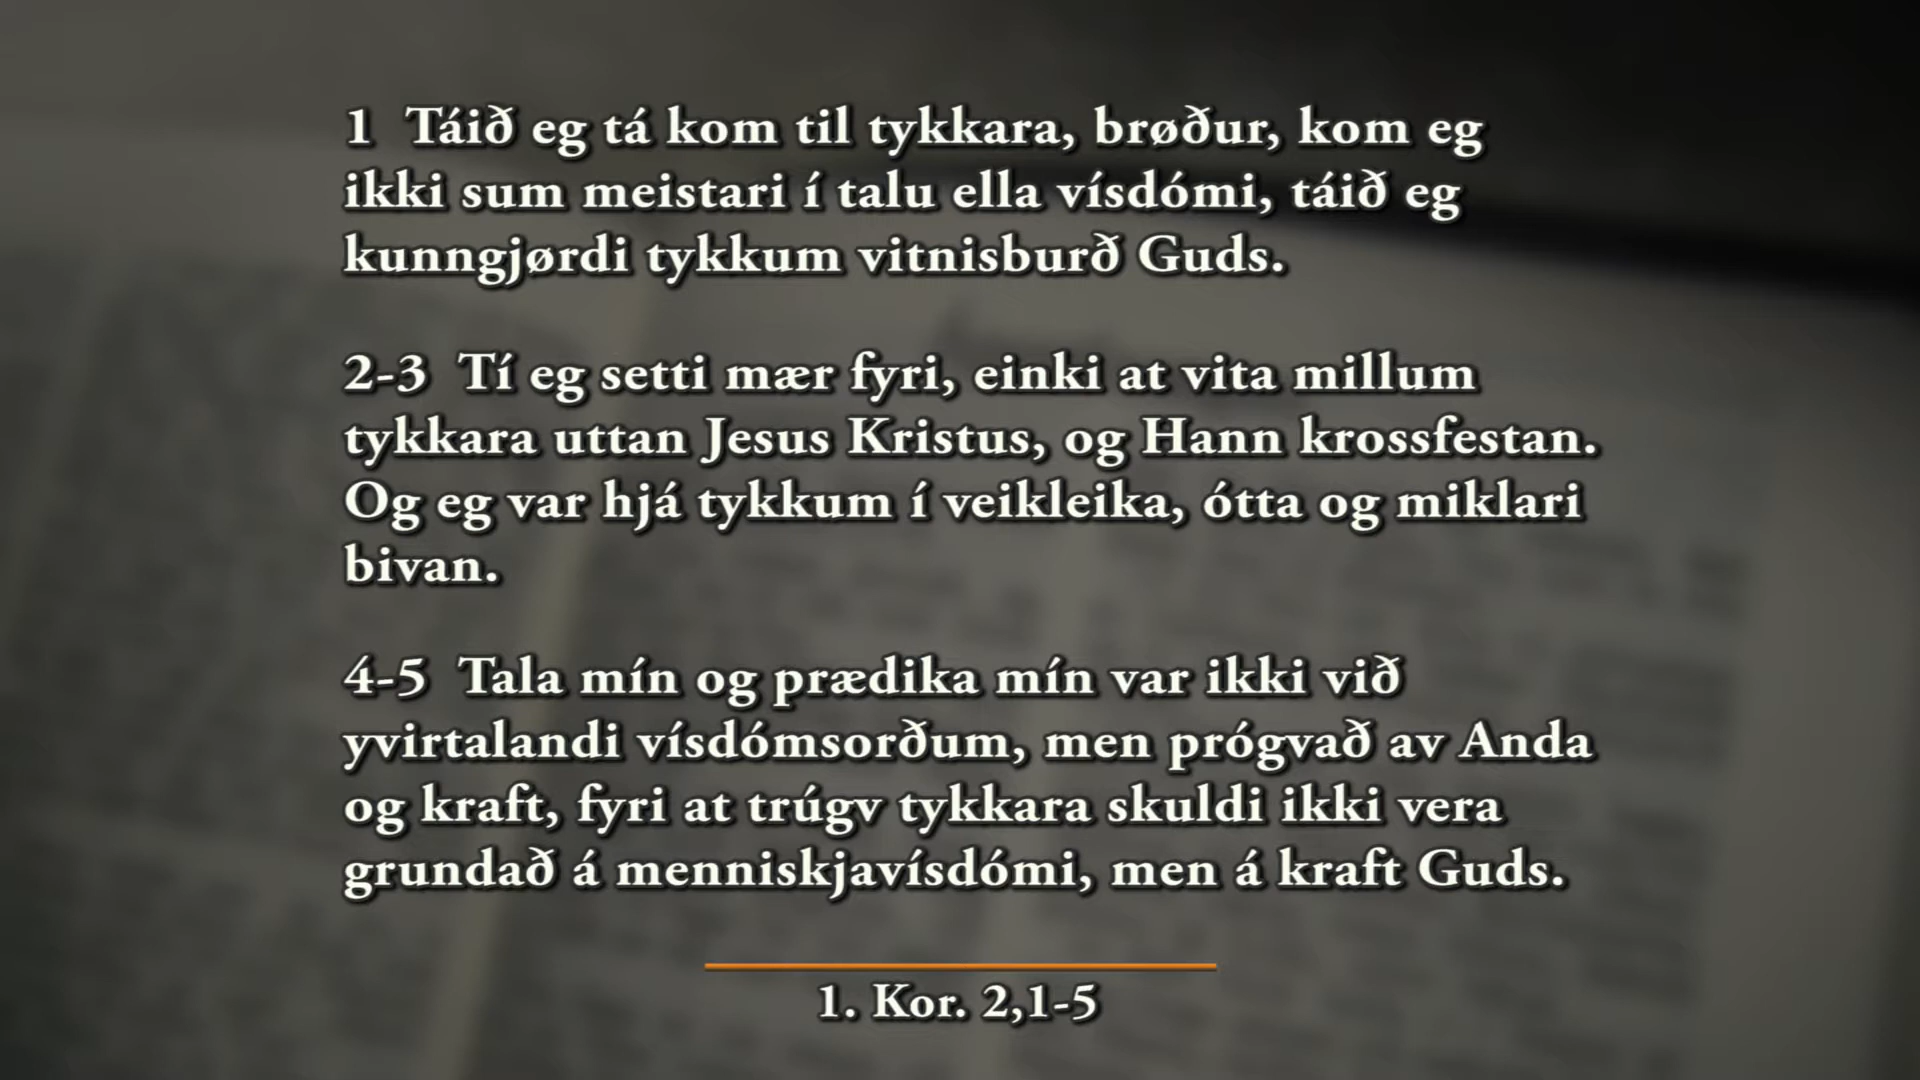 1 Táið eg tá kom til tykkara, brøður, kom eg
ikki sum meistari í talu ella vísdómi, táið eg
kunngjørdi tykkum vitnisburð Guds.
2-3 Tí eg setti mær fyri, einki at vita millum
tykkara uttan Jesus Kristus, og Hann krossfestan.
Og eg var hjá tykkum í veikleika, ótta og miklari
bivan.
4-5 Tala mín og prædika mín var ikki við
yvirtalandi vísdómsorðum, men prógvað av Anda
og kraft, fyri at trúgv tykkara skuldi ikki vera
grundað á menniskjavísdómi, men á kraft Guds.
1. Kor. 2,1-5